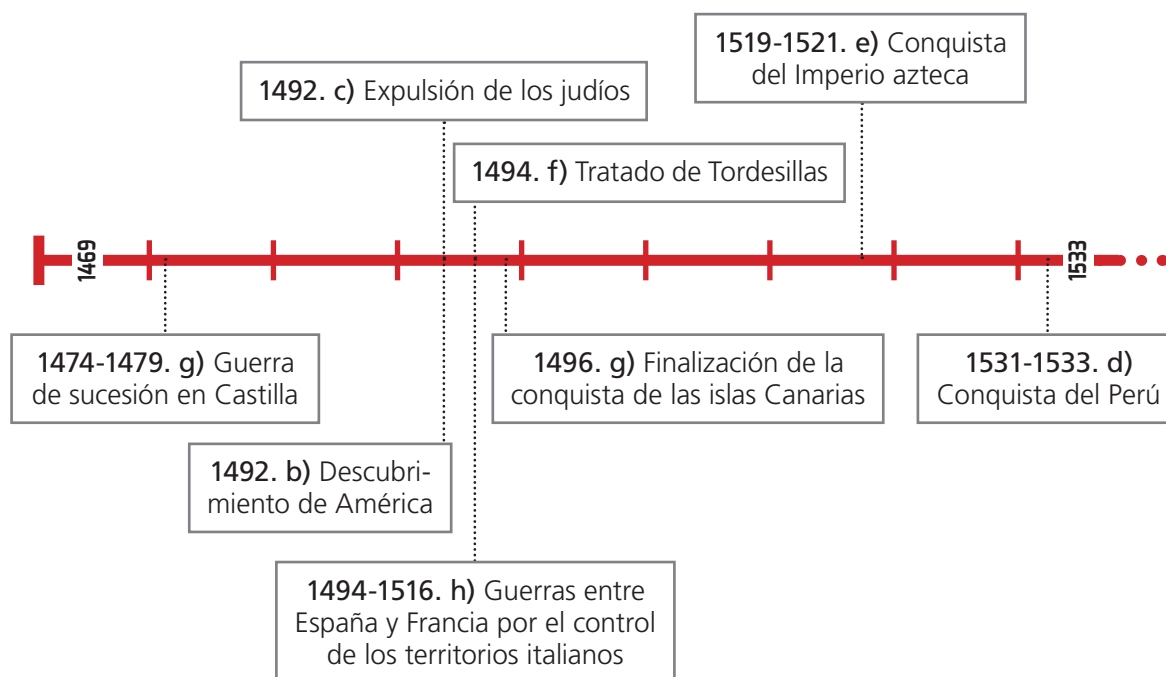 1519-1521. e) Conquista
del Imperio azteca
1492. c) Expulsión de los judíos
1494. f) Tratado de Tordesillas
1469
1533
1474-1479. g) Guerra
de sucesión en Castilla
1496. g) Finalización de la
conquista de las islas Canarias
1531-1533. d)
Conquista del Perú
1492. b) Descubri-
miento de América
1494-1516. h) Guerras entre
España y Francia por el control
de los territorios italianos